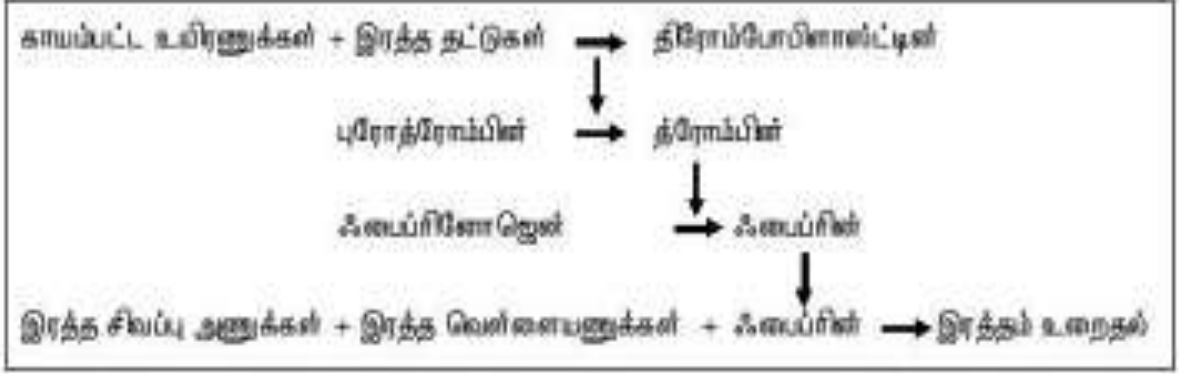 காயம்பட்ட உயிரணுக்கள் + இரத்த தட்டுகள் → திரோம்போபிளாஸ்ட்டின்
புரோத்ரோம்பின் → த்ரோம்பின்
ஃபைப்ரினோஜென் → ஃபைப்ரின்
இரத்த சிவப்பு அணுக்கள் + இரத்த வெள்ளையணுக்கள் + ஃபைப்ரின் → இரத்தம் உறைதல்